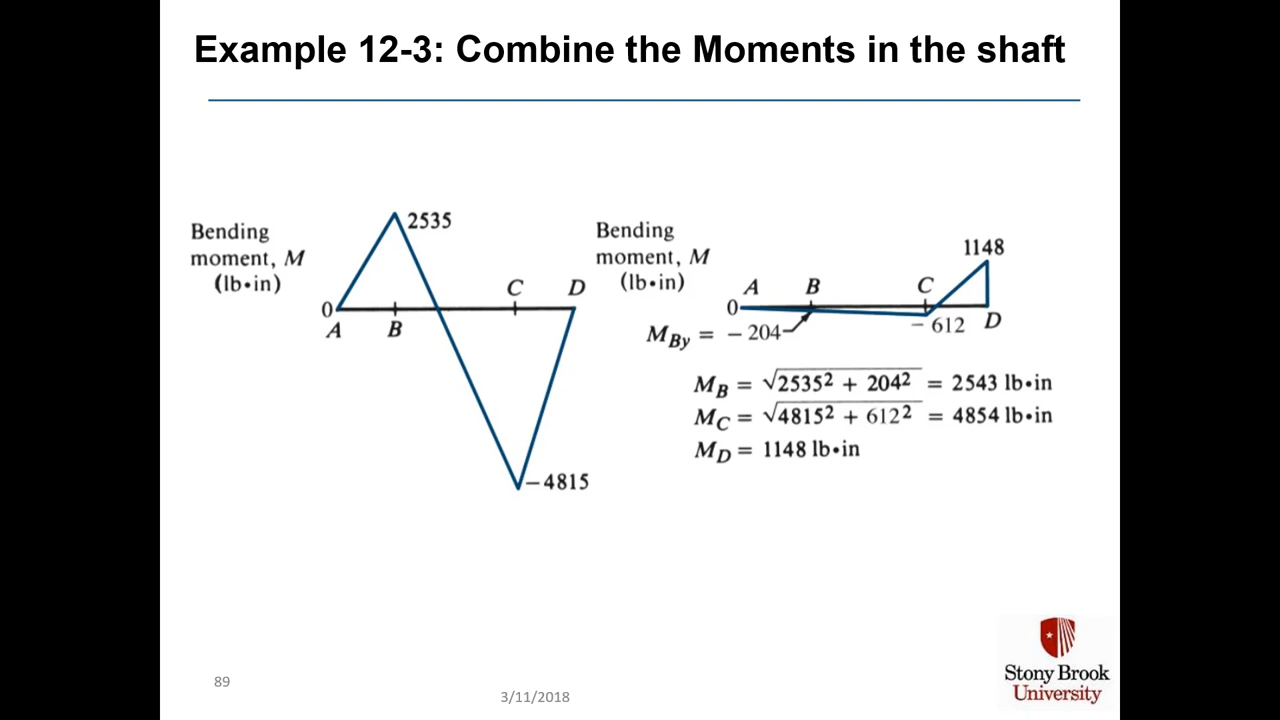 Example 12-3: Combine the Moments in the shaft
Bending
moment, M
(lb•in)
2535
0
A
B
C
D
−4815
Bending
moment, M
(lb•in)
1148
A
B
C
0
D
− 612
M_By = − 204
M_B = √2535² + 204² = 2543 lb•in
M_C = √4815² + 612² = 4854 lb•in
M_D = 1148 lb•in
89
3/11/2018
Stony Brook
University